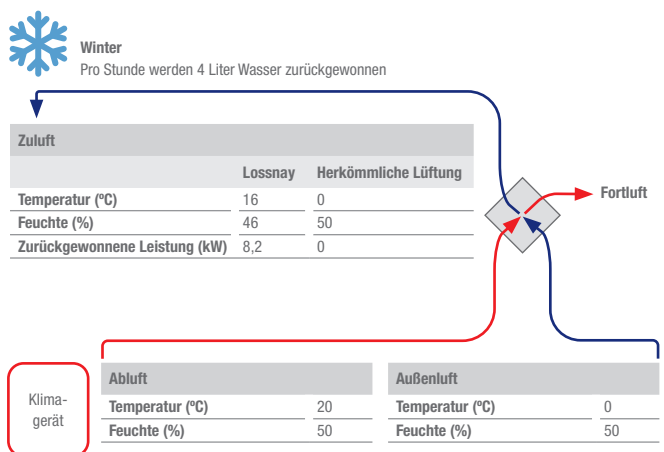 Winter
Pro Stunde werden 4 Liter Wasser zurückgewonnen
Zuluft
Lossnay Herkömmliche Lüftung
Temperatur (ºC) 16 0
Feuchte (%) 46 50
Zurückgewonnene Leistung (kW) 8,2 0
Fortluft
Klima-
gerät
Abluft
Temperatur (ºC) 20
Feuchte (%) 50
Außenluft
Temperatur (ºC) 0
Feuchte (%) 50